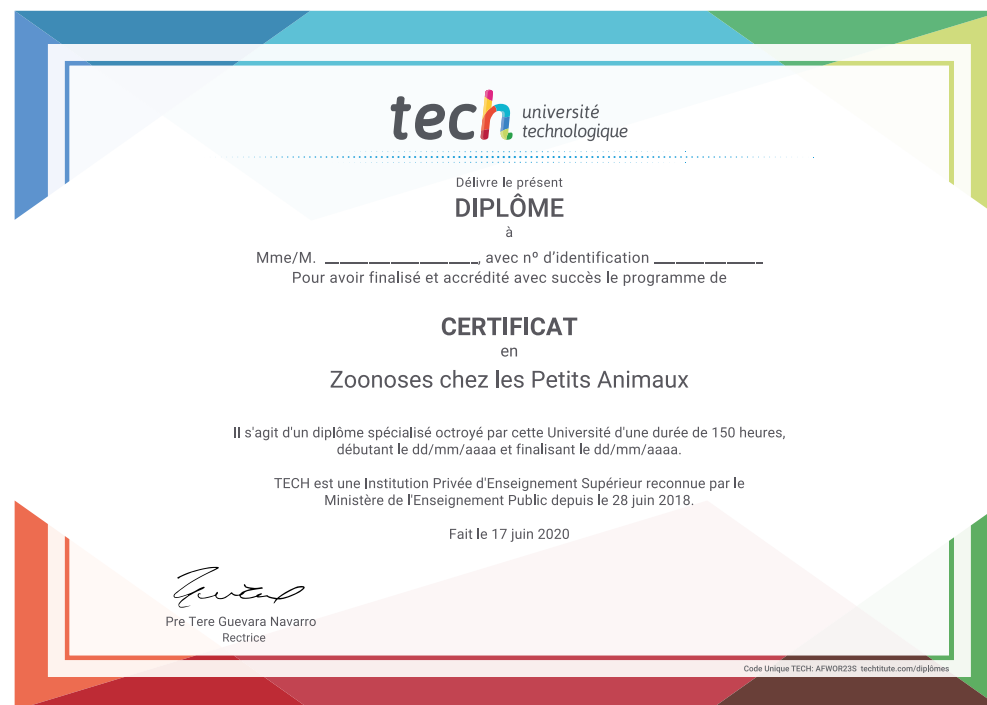 tech université
technologique
Délivre le présent
DIPLÔME
à
Mme/M. ____________________, avec nº d'identification ______________
Pour avoir finalisé et accrédité avec succès le programme de
CERTIFICAT
en
Zoonoses chez les Petits Animaux
Il s'agit d'un diplôme spécialisé octroyé par cette Université d'une durée de 150 heures,
débutant le dd/mm/aaaa et finalisant le dd/mm/aaaa.
TECH est une Institution Privée d'Enseignement Supérieur reconnue par le
Ministère de l'Enseignement Public depuis le 28 juin 2018.
Fait le 17 juin 2020
Pre Tere Guevara Navarro
Rectrice
Code Unique TECH: AFWOR23S techtitute.com/diplômes